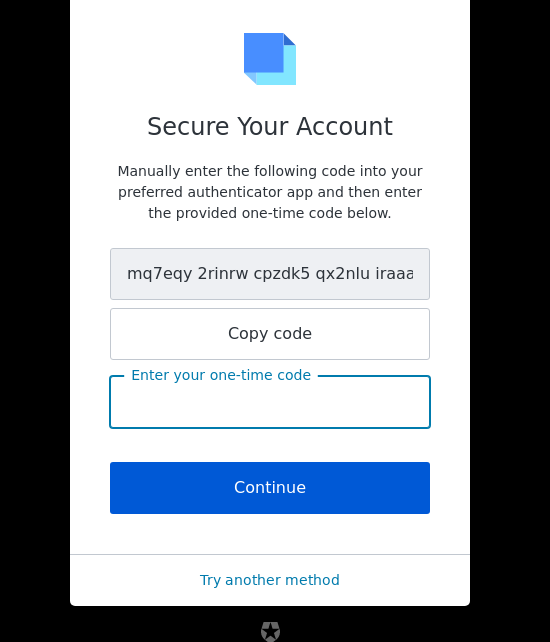 Secure Your Account
Manually enter the following code into your
preferred authenticator app and then enter
the provided one-time code below.
mq7eqy 2rinrw cpzdk5 qx2nlu iraaa
Copy code
Enter your one-time code
Continue
Try another method